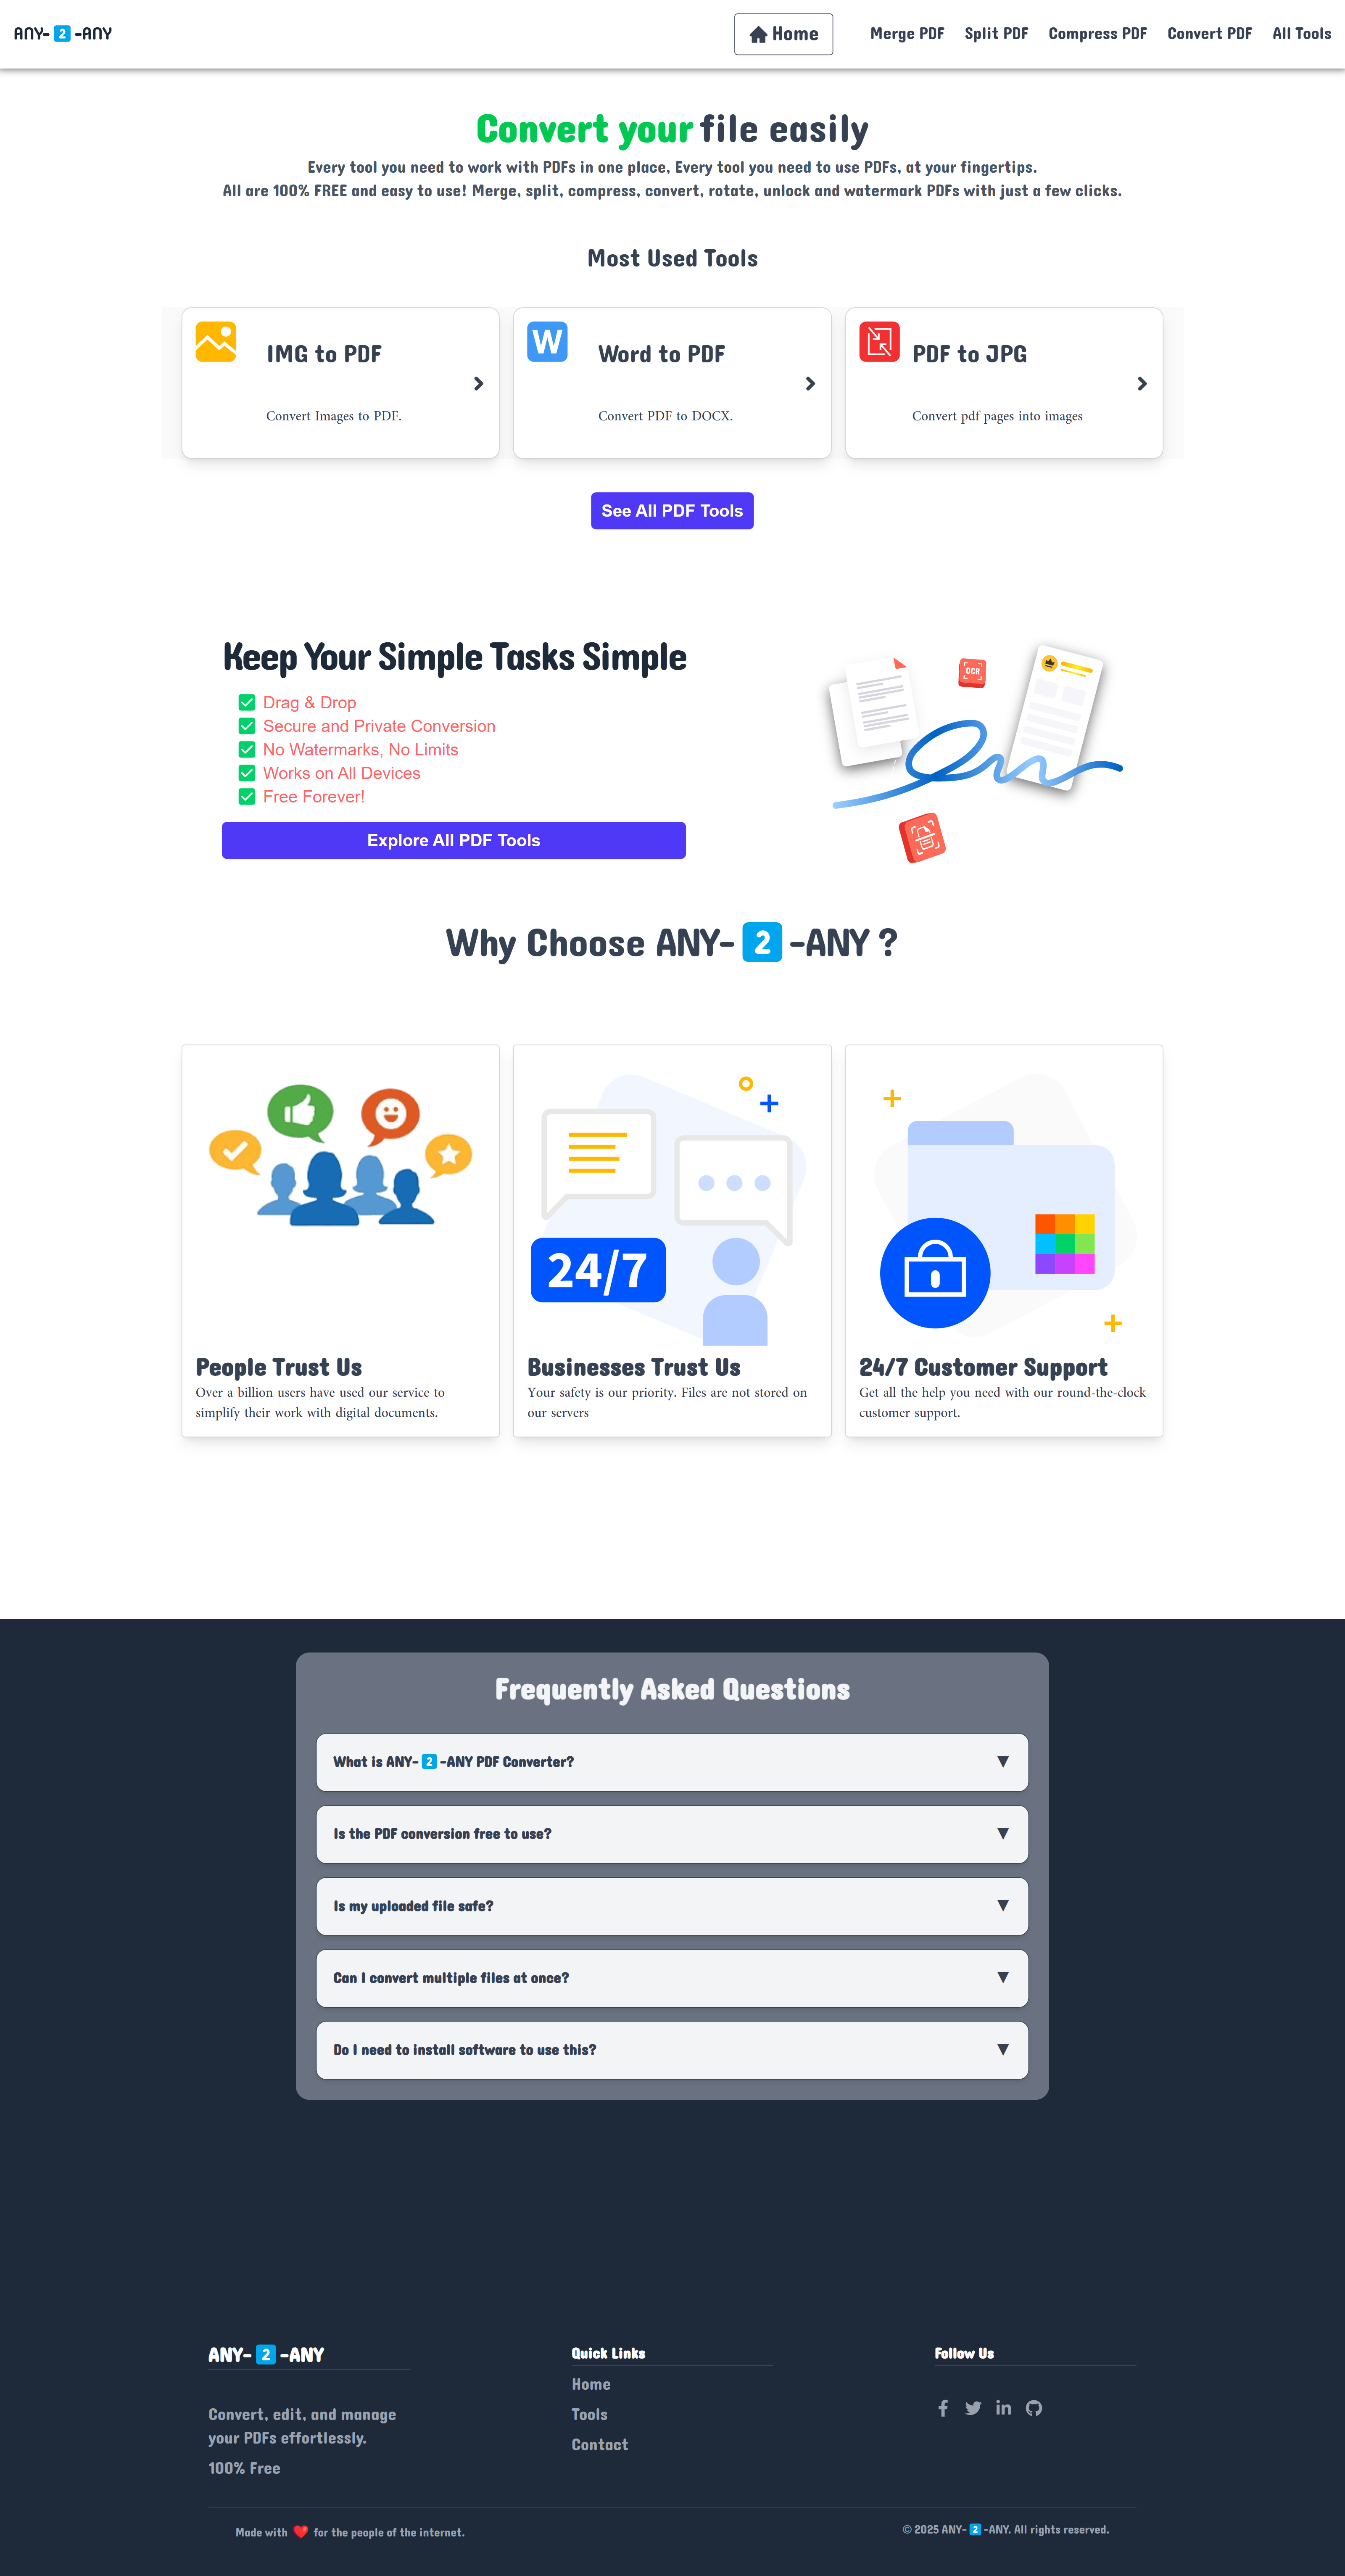 ANY- 2 -ANY
Home
Merge PDF
Split PDF
Compress PDF
Convert PDF
All Tools
Convert your file easily
Every tool you need to work with PDFs in one place, Every tool you need to use PDFs, at your fingertips.
All are 100% FREE and easy to use! Merge, split, compress, convert, rotate, unlock and watermark PDFs with just a few clicks.
Most Used Tools
IMG to PDF
Convert Images to PDF.
W
Word to PDF
Convert PDF to DOCX.
PDF to JPG
Convert pdf pages into images
See All PDF Tools
Keep Your Simple Tasks Simple
✅ Drag & Drop
✅ Secure and Private Conversion
✅ No Watermarks, No Limits
✅ Works on All Devices
✅ Free Forever!
Explore All PDF Tools
OCR
Why Choose ANY- 2 -ANY ?
People Trust Us
Over a billion users have used our service to
simplify their work with digital documents.
24/7
Businesses Trust Us
Your safety is our priority. Files are not stored on
our servers
24/7 Customer Support
Get all the help you need with our round-the-clock
customer support.
Frequently Asked Questions
What is ANY- 2 -ANY PDF Converter? ▼
Is the PDF conversion free to use? ▼
Is my uploaded file safe? ▼
Can I convert multiple files at once? ▼
Do I need to install software to use this? ▼
ANY- 2 -ANY
Convert, edit, and manage
your PDFs effortlessly.
100% Free
Quick Links
Home
Tools
Contact
Follow Us
Made with ❤️ for the people of the internet.
© 2025 ANY- 2 -ANY. All rights reserved.